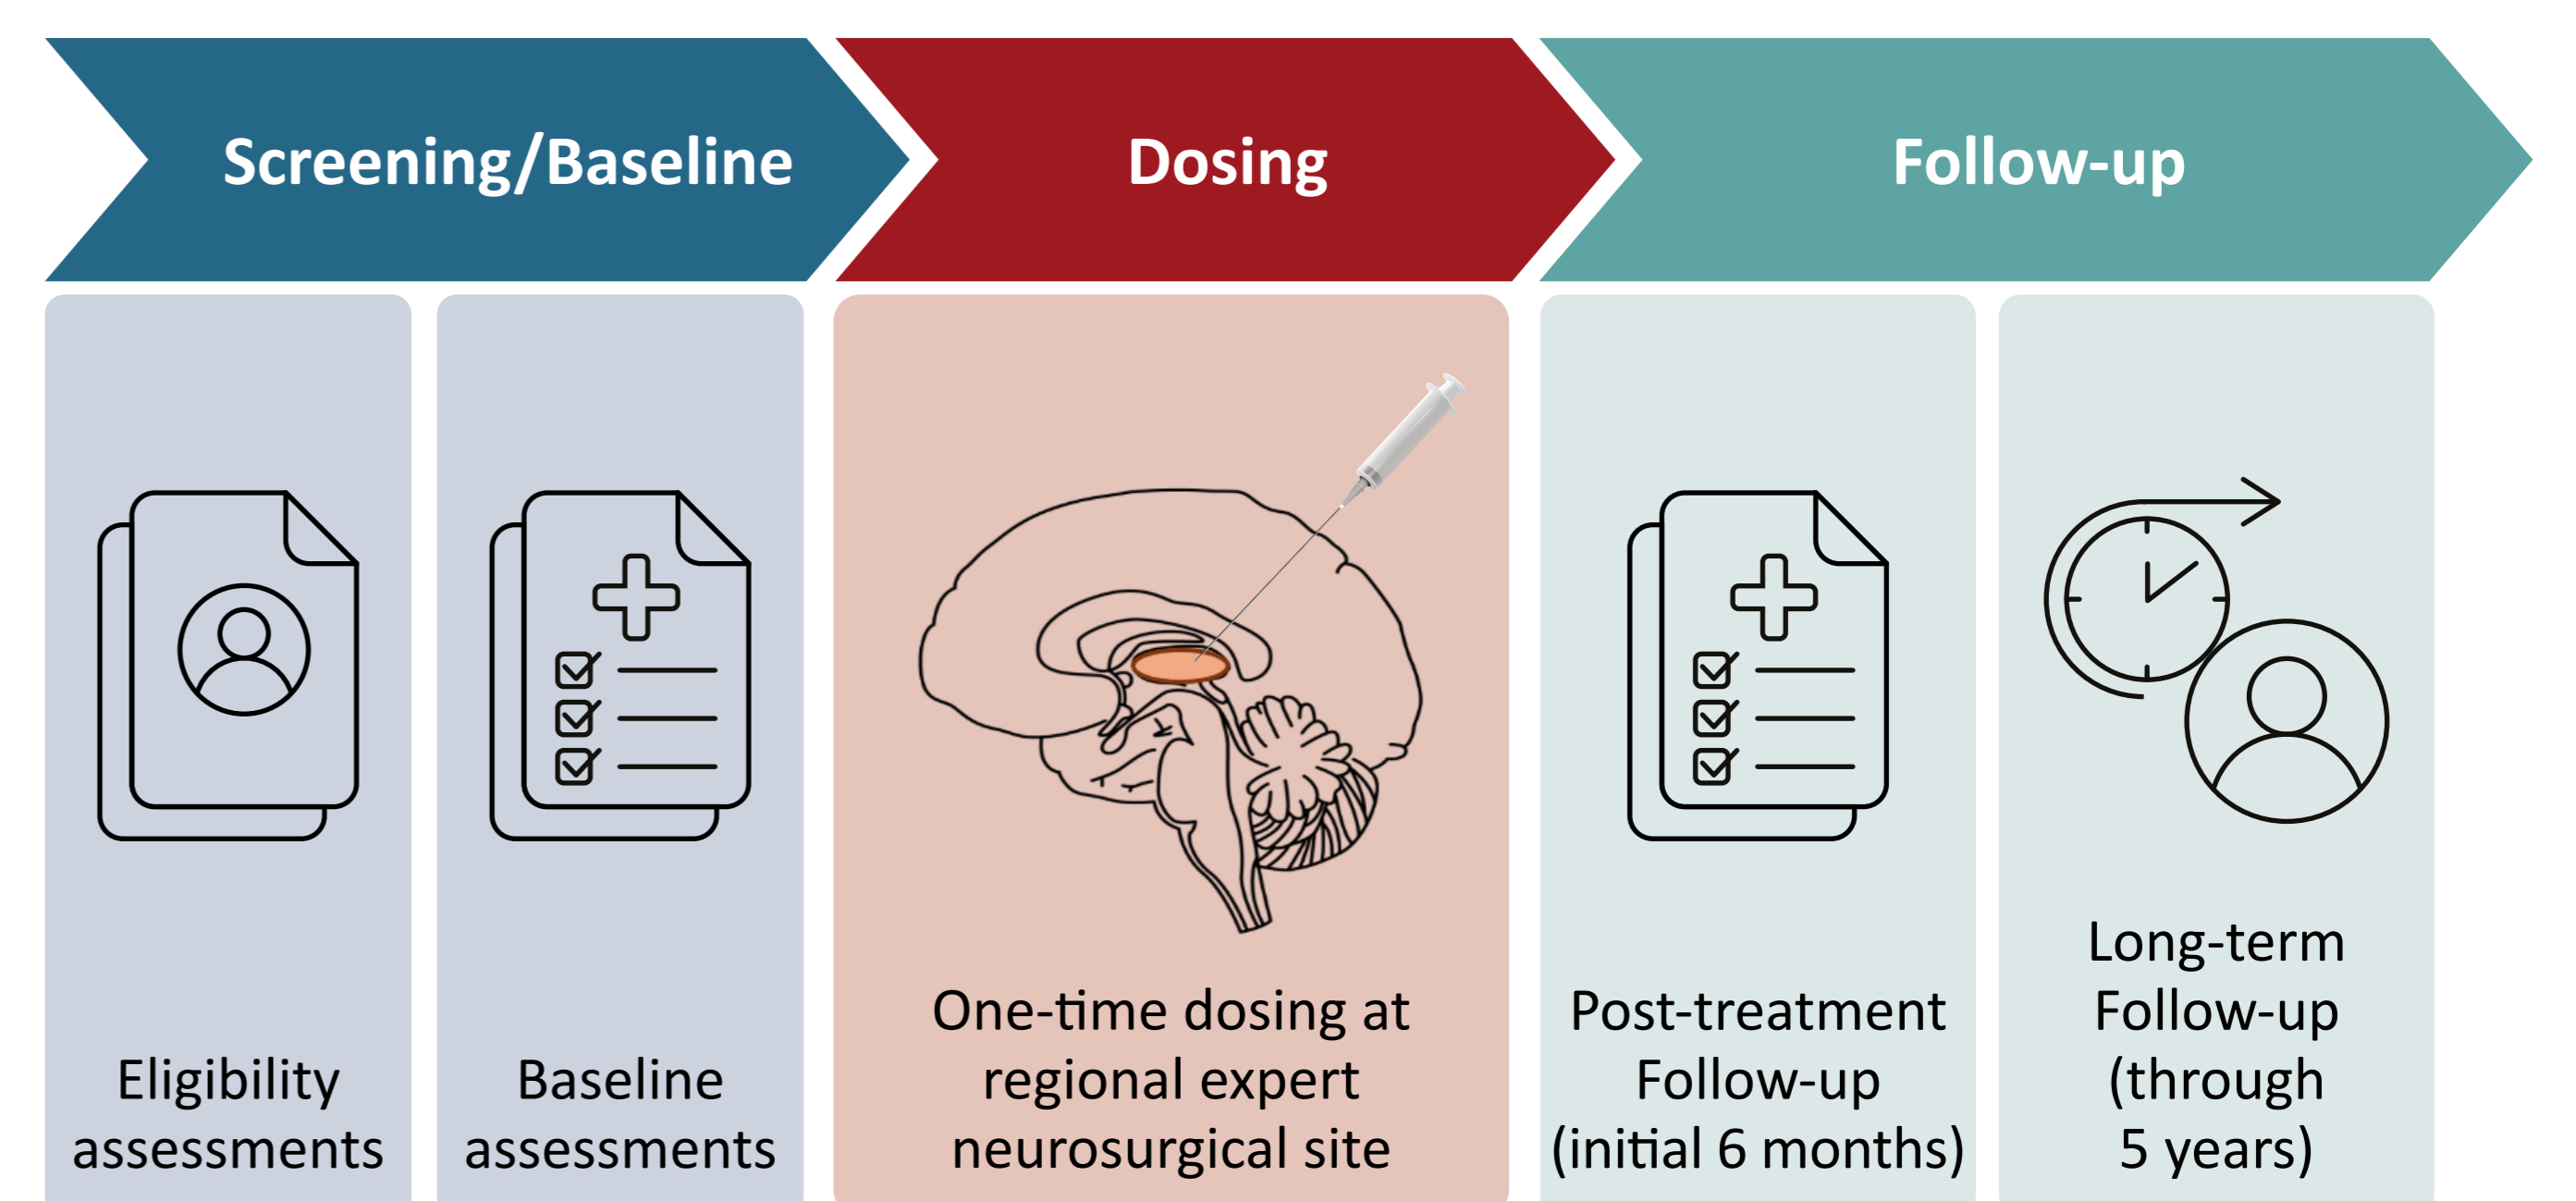 Screening/Baseline
Dosing
Follow-up
Eligibility
assessments
Baseline
assessments
One-time dosing at
regional expert
neurosurgical site
Post-treatment
Follow-up
(initial 6 months)
Long-term
Follow-up
(through
5 years)